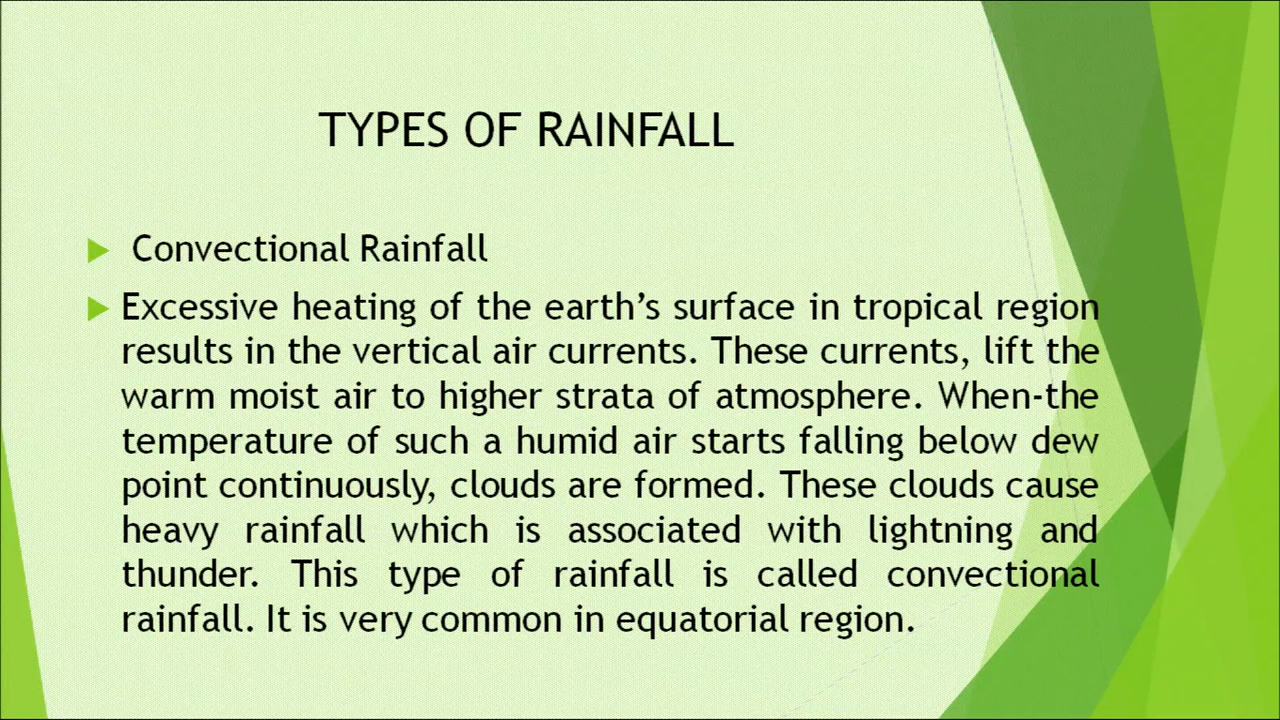 TYPES OF RAINFALL
Convectional Rainfall
Excessive heating of the earth’s surface in tropical region
results in the vertical air currents. These currents, lift the
warm moist air to higher strata of atmosphere. When-the
temperature of such a humid air starts falling below dew
point continuously, clouds are formed. These clouds cause
heavy rainfall which is associated with lightning and
thunder. This type of rainfall is called convectional
rainfall. It is very common in equatorial region.